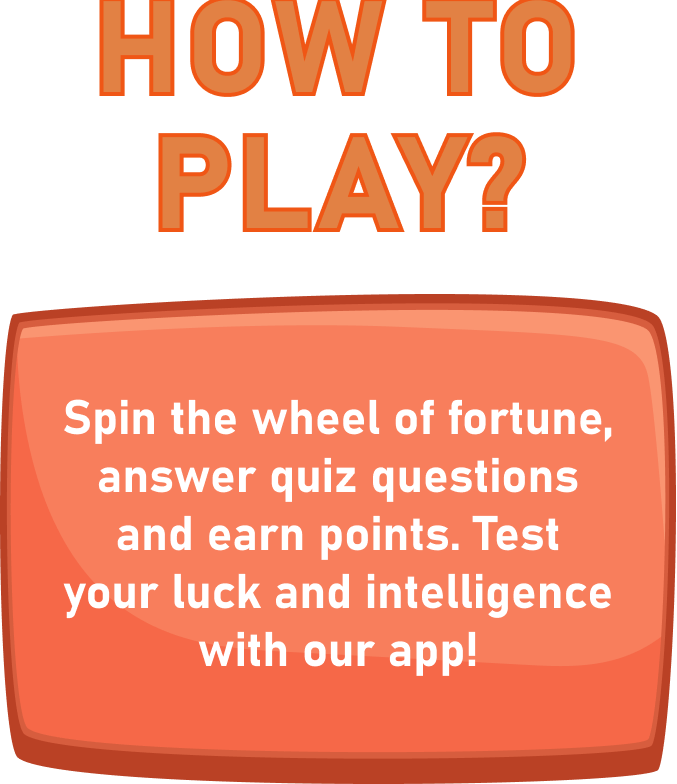 HOW TO
PLAY?
Spin the wheel of fortune,
answer quiz questions
and earn points. Test
your luck and intelligence
with our app!